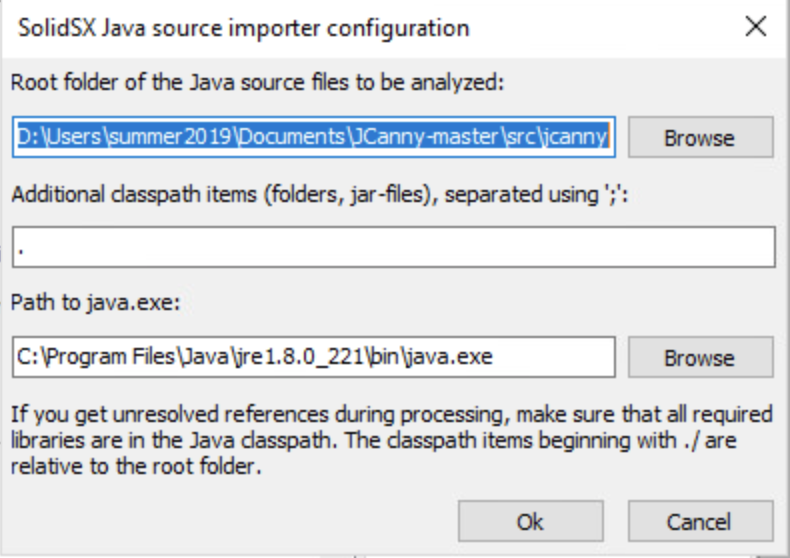 SolidSX Java source importer configuration
Root folder of the Java source files to be analyzed:
D:\Users\summer2019\Documents\JCanny-master\src\jcanny
Browse
Additional classpath items (folders, jar-files), separated using ';':
.
Path to java.exe:
C:\Program Files\Java\jre1.8.0_221\bin\java.exe
Browse
If you get unresolved references during processing, make sure that all required
libraries are in the Java classpath. The classpath items beginning with ./ are
relative to the root folder.
Ok
Cancel